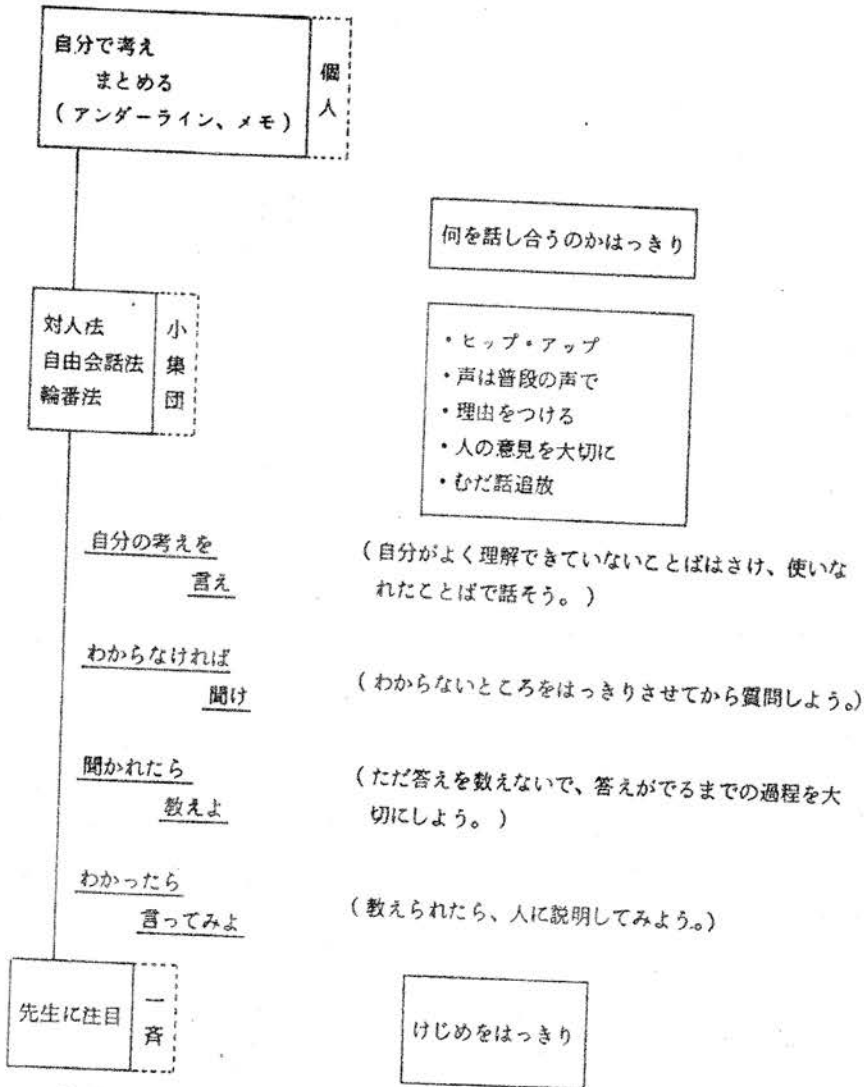 自分で考え
まとめる
(アンダーライン、メモ)
個人
何を話し合うのかはっきり
対人法
自由会話法
輪番法
小集団
・ヒップ・アップ
・声は普段の声で
・理由をつける
・人の意見を大切に
・むだ話追放
自分の考えを
言え
(自分がよく理解できていないことばはさけ、使いな
れたことばで話そう。)
わからなければ
聞け
(わからないところをはっきりさせてから質問しよう。)
聞かれたら
教えよ
(ただ答えを数えないで、答えがでるまでの過程を大
切にしよう。)
わかったら
言ってみよ
(教えられたら、人に説明してみよう。)
先生に注目
一斉
けじめをはっきり